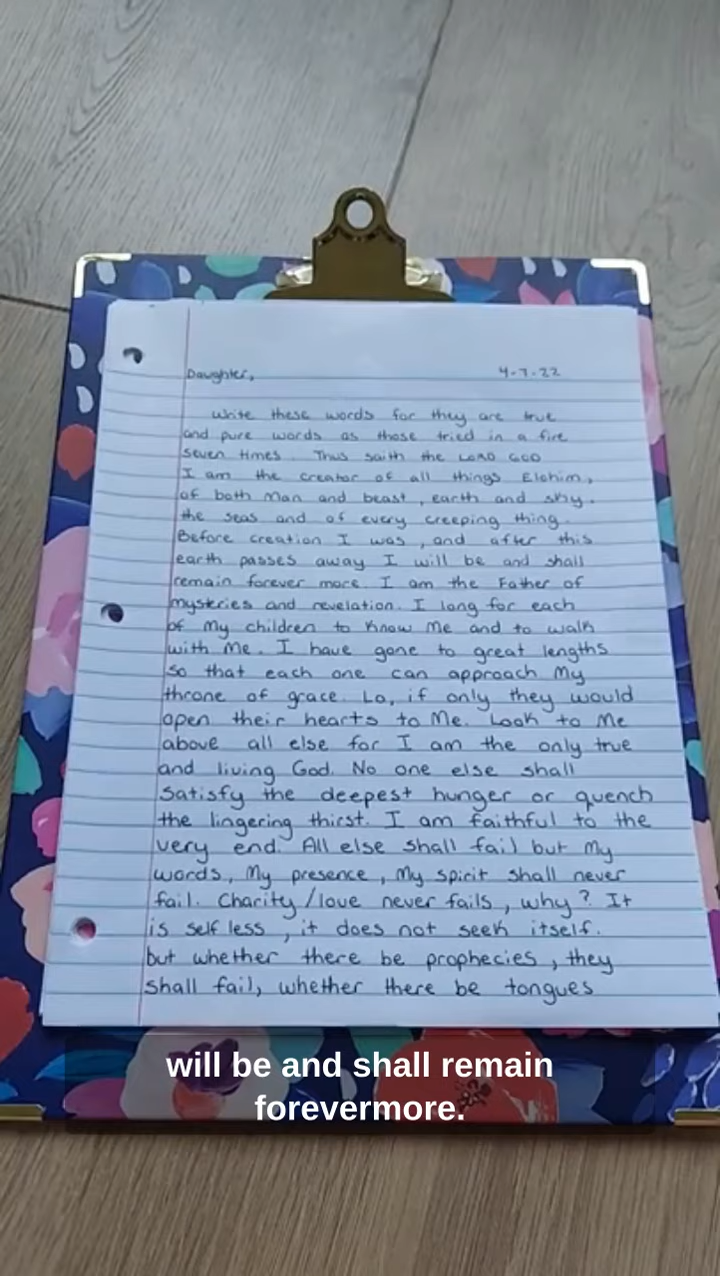 Daughter, 4-7-22
Write these words for they are true
and pure words as those tried in a fire
seven times. Thus saith the LORD GOD
I am the creator of all things Elohim,
of both Man and beast, earth and sky.
the seas and of every creeping thing.
Before creation I was, and after this
earth passes away I will be and shall
remain forever more. I am the Father of
mysteries and revelation. I long for each
of My children to know Me and to walk
with Me. I have gone to great lengths
so that each one can approach My
throne of grace. Lo, if only they would
open their hearts to Me. Look to Me
above all else for I am the only true
and living God. No one else shall
satisfy the deepest hunger or quench
the lingering thirst. I am faithful to the
very end. All else shall fail but My
words, My presence, My spirit shall never
fail. Charity/love never fails, why? It
is self less, it does not seek itself.
but whether there be prophecies, they
shall fail, whether there be tongues
will be and shall remain
forevermore.